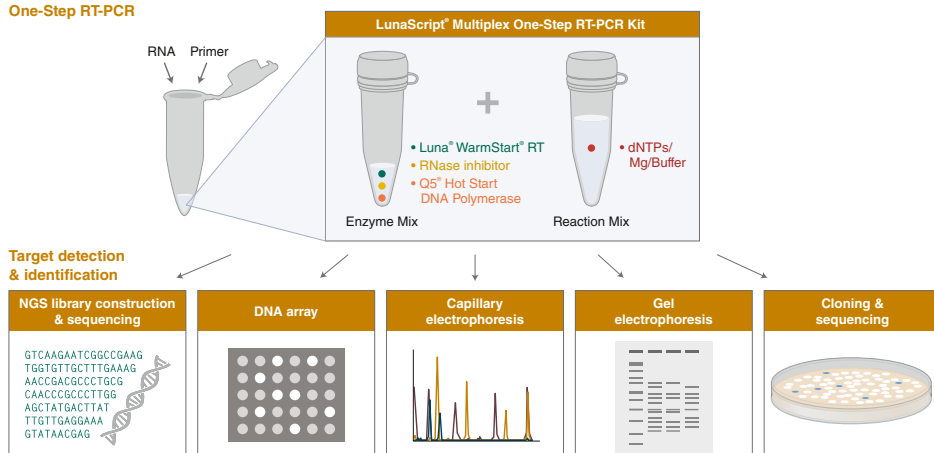 One-Step RT-PCR
LunaScript® Multiplex One-Step RT-PCR Kit
RNA Primer
• Luna® WarmStart® RT
• RNase inhibitor
• Q5® Hot Start
DNA Polymerase
• dNTPs/
Mg/Buffer
Enzyme Mix
Reaction Mix
Target detection
& identification
NGS library construction
& sequencing
DNA array
Capillary
electrophoresis
Gel
electrophoresis
Cloning &
sequencing
GTCAAGAATCGGCCGAAG
TGGTGTTGCTTTGAAAG
AACCGACGCCCTGCG
CAACCCGCCCTTGG
AGCTATGACTTAT
TTGTTGAGGAAA
GTATAACGAG